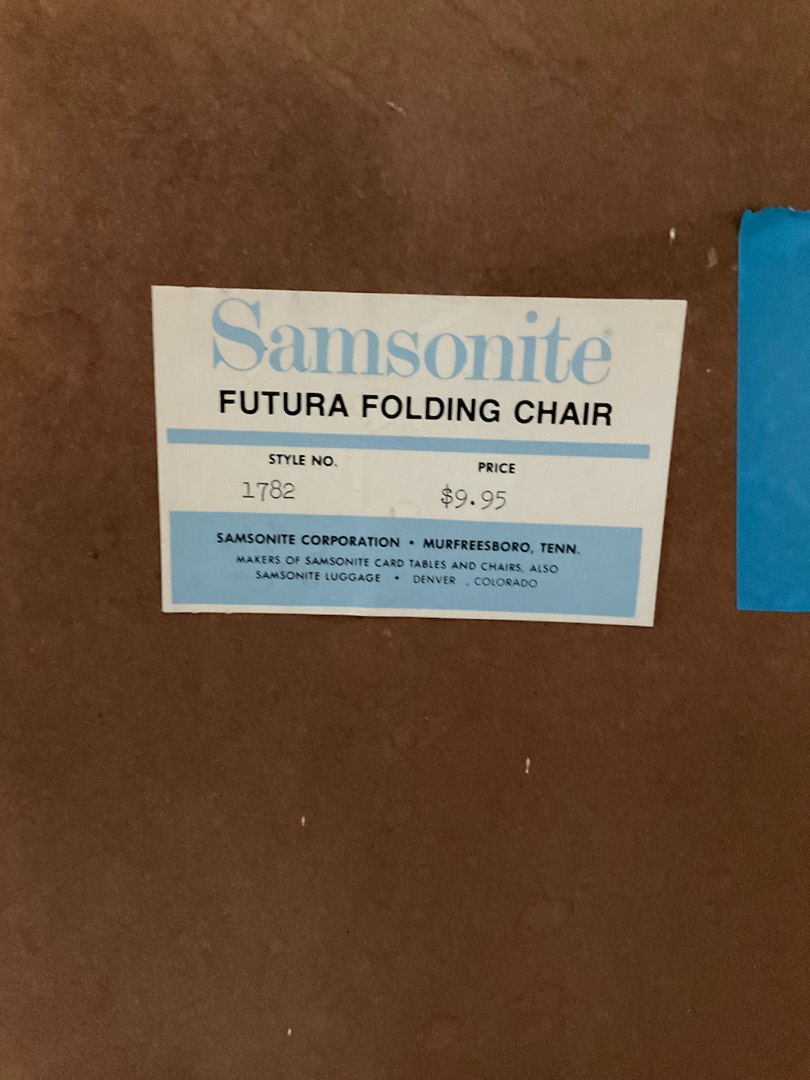 Samsonite®
FUTURA FOLDING CHAIR
STYLE NO. PRICE
1782 $9.95
SAMSONITE CORPORATION • MURFREESBORO, TENN.
MAKERS OF SAMSONITE CARD TABLES AND CHAIRS, ALSO
SAMSONITE LUGGAGE • DENVER , COLORADO